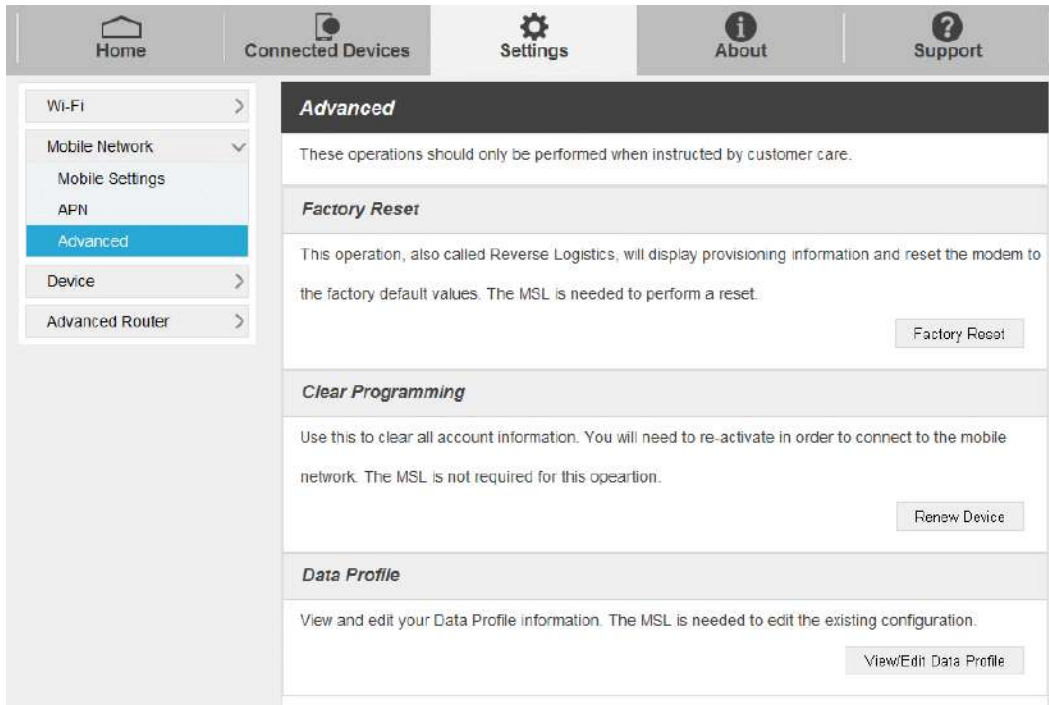 Home
Connected Devices
Settings
About
Support
Wi-Fi
Mobile Network
Mobile Settings
APN
Advanced
Device
Advanced Router
Advanced
These operations should only be performed when instructed by customer care.
Factory Reset
This operation, also called Reverse Logistics, will display provisioning information and reset the modem to
the factory default values. The MSL is needed to perform a reset.
Factory Reset
Clear Programming
Use this to clear all account information. You will need to re-activate in order to connect to the mobile
network. The MSL is not required for this opeartion.
Renew Device
Data Profile
View and edit your Data Profile information. The MSL is needed to edit the existing configuration.
View/Edit Data Profile